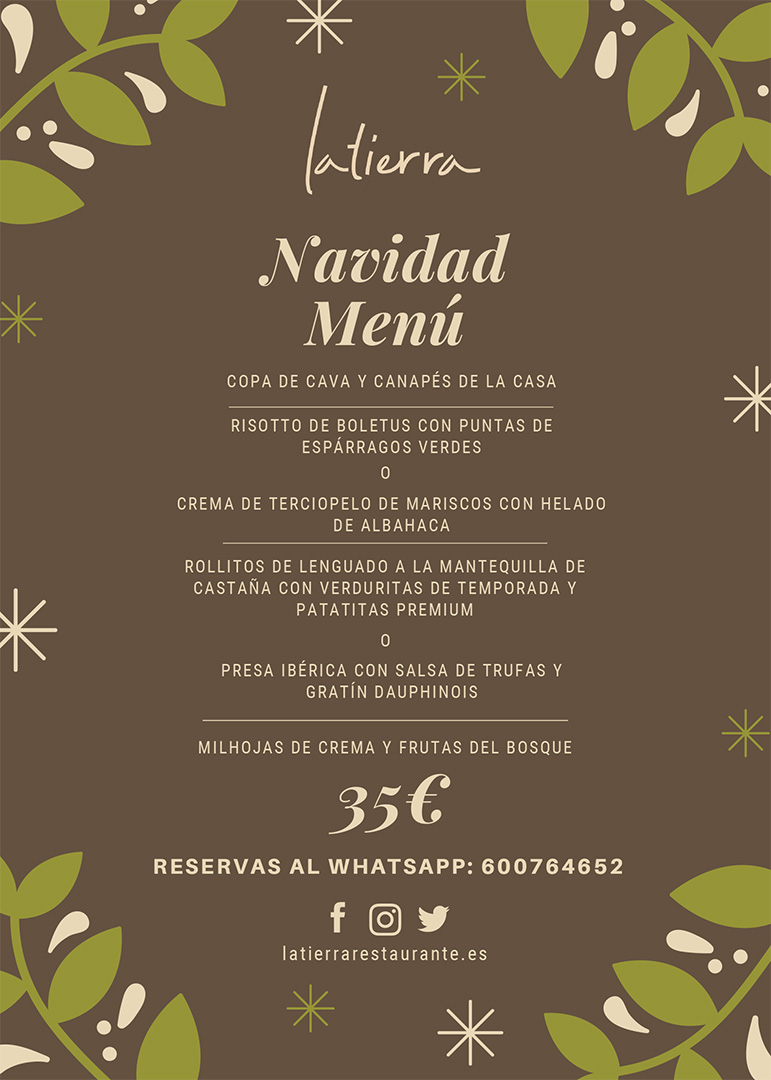 latierra
Navidad
Menú
COPA DE CAVA Y CANAPÉS DE LA CASA
RISOTTO DE BOLETUS CON PUNTAS DE
ESPÁRRAGOS VERDES
O
CREMA DE TERCIOPELO DE MARISCOS CON HELADO
DE ALBAHACA
ROLLITOS DE LENGUADO A LA MANTEQUILLA DE
CASTAÑA CON VERDURITAS DE TEMPORADA Y
PATATITAS PREMIUM
O
PRESA IBÉRICA CON SALSA DE TRUFAS Y
GRATÍN DAUPHINOIS
MILHOJAS DE CREMA Y FRUTAS DEL BOSQUE
35€
RESERVAS AL WHATSAPP: 600764652
latierrarestaurante.es